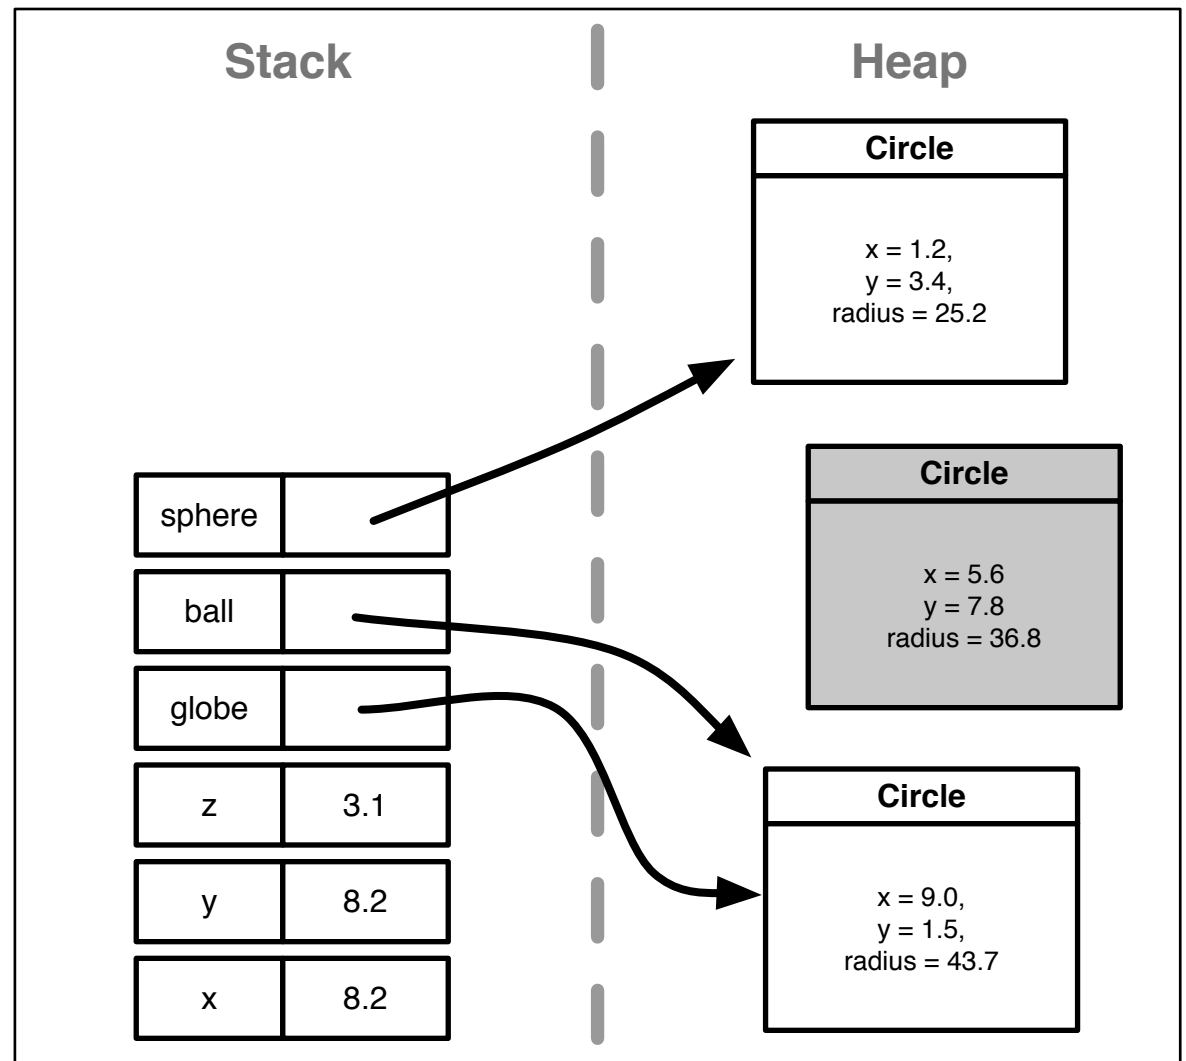 Stack
Heap
Circle
x = 1.2,
y = 3.4,
radius = 25.2
Circle
x = 5.6
y = 7.8
radius = 36.8
Circle
x = 9.0,
y = 1.5,
radius = 43.7
sphere
ball
globe
z 3.1
y 8.2
x 8.2